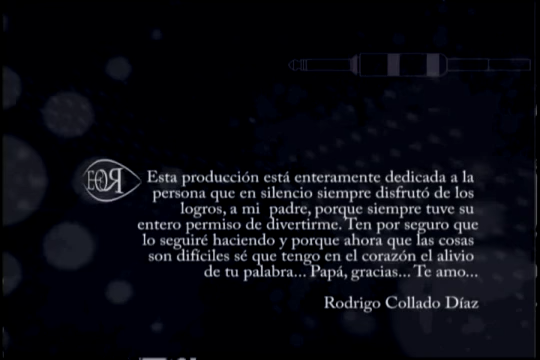 Esta producción está enteramente dedicada a la
persona que en silencio siempre disfrutó de los
logros, a mi padre, porque siempre tuve su
entero permiso de divertirme. Ten por seguro que
lo seguiré haciendo y porque ahora que las cosas
son dificiles sé que tengo en el corazón el alivio
de tu palabra... Papá, gracias... Te amo...
Rodrigo Collado Díaz